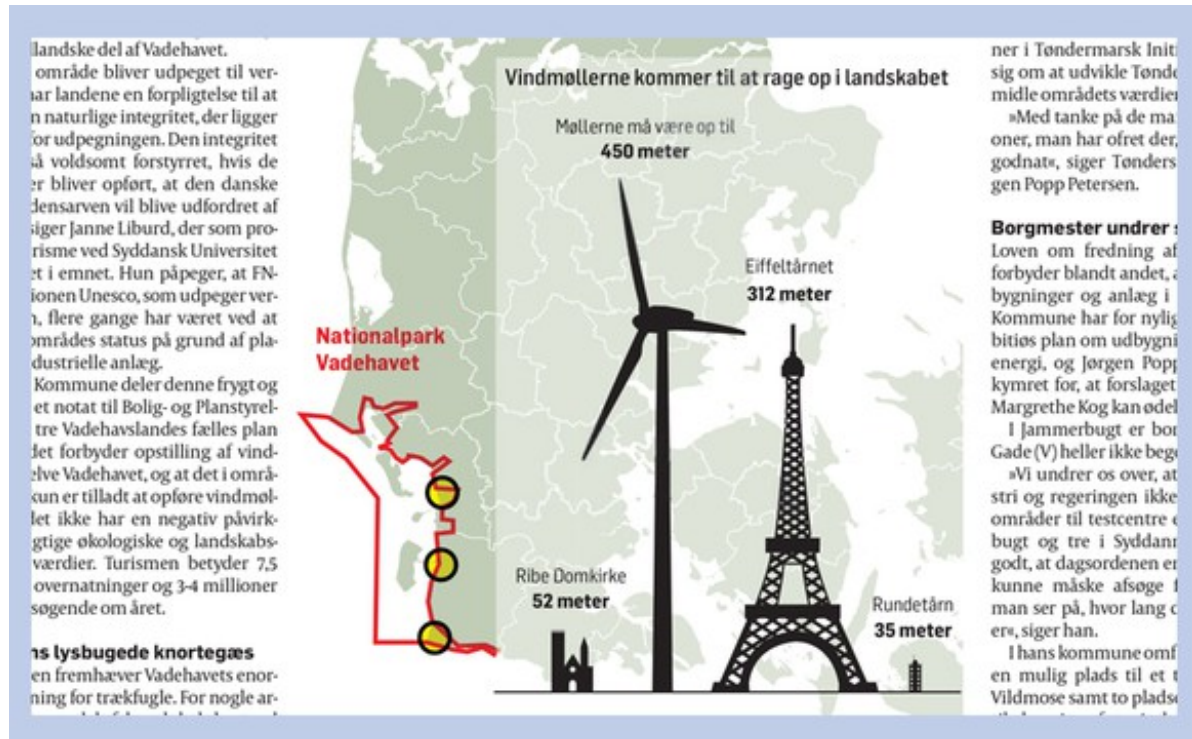 llandske del af Vadehavet.
område bliver udpeget til ver-
har landene en forpligtelse til at
n naturlige integritet, der ligger
for udpegningen. Den integritet
så voldsomt forstyrret, hvis de
er bliver opført, at den danske
densarven vil blive udfordret af
siger Janne Liburd, der som pro-
risme ved Syddansk Universitet
et i emnet. Hun påpeger, at FN-
ionen Unesco, som udpeger ver-
n, flere gange har været ved at
områdes status på grund af pla-
dustrielle anlæg.
Kommune deler denne frygt og
et notat til Bolig- og Planstyrel-
tre Vadehavslandes fælles plan
det forbyder opstilling af vind-
elve Vadehavet, og at det i områ-
kun er tilladt at opføre vindmøl-
det ikke har en negativ påvirk-
gtige økologiske og landskabs-
værdier. Turismen betyder 7,5
overnatninger og 3-4 millioner
søgende om året.
ns lysbugede knortegæs
en fremhæver Vadehavets enor-
ning for trækfugle. For nogle ar-
Vindmøllerne kommer til at rage op i landskabet
Møllerne må være op til
450 meter
Eiffeltårnet
312 meter
Nationalpark
Vadehavet
Ribe Domkirke
52 meter
Rundetårn
35 meter
ner i Tøndermarsk Initi
sig om at udvikle Tønde
midle områdets værdier
»Med tanke på de ma
oner, man har ofret der,
godnat«, siger Tønders
gen Popp Petersen.
Borgmester undrer s
Loven om fredning af
forbyder blandt andet, a
bygninger og anlæg i
Kommune har for nylig
bitiøs plan om udbygni
energi, og Jørgen Popp
kymret for, at forslaget
Margrethe Kog kan ødel
I Jammerbugt er bor
Gade (V) heller ikke bege
»Vi undrer os over, at
stri og regeringen ikke
områder til testcentre e
bugt og tre i Syddann
godt, at dagsordenen er
kunne måske afsøge f
man ser på, hvor lang d
er«, siger han.
I hans kommune omf
en mulig plads til et t
Vildmose samt to pladse